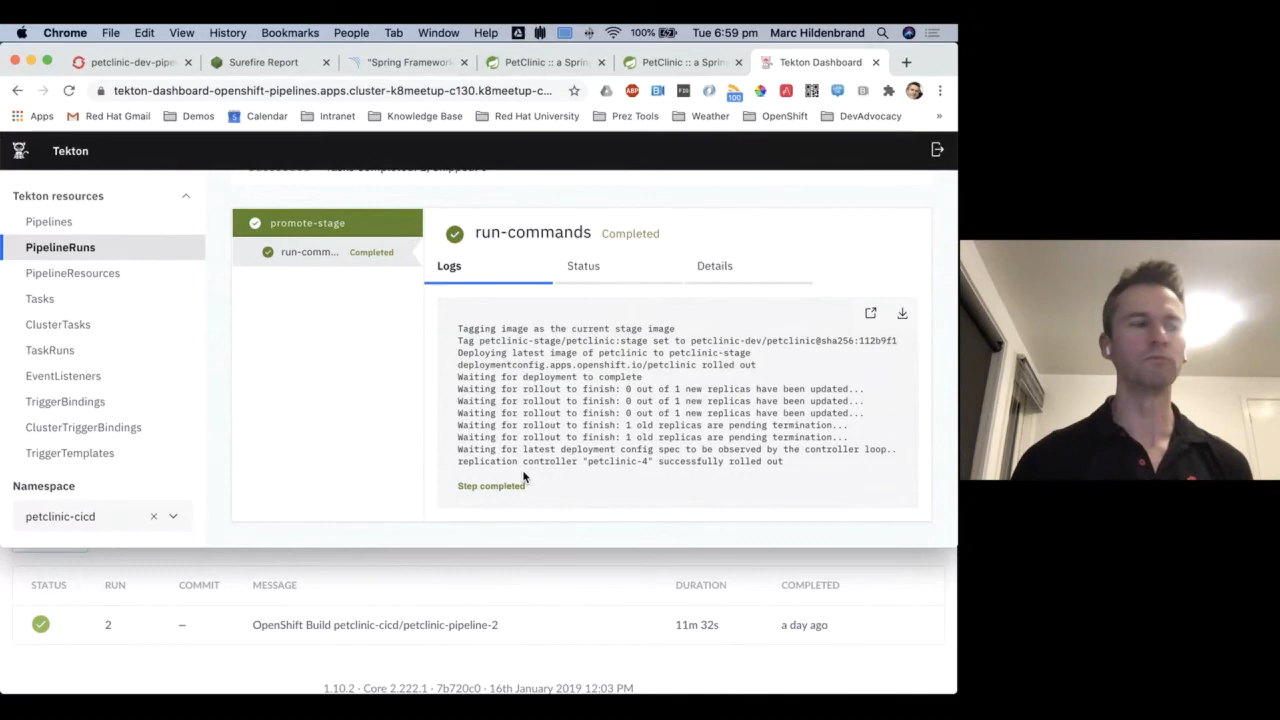 Chrome File Edit View History Bookmarks People Tab Window Help 100% Tue 6:59 pm Marc Hildenbrand
petclinic-dev-pipe Surefire Report "Spring Framework PetClinic :: a Spring PetClinic :: a Sprin Tekton Dashboard
tekton-dashboard-openshift-pipelines.apps.cluster-k8meetup-c130.k8meetup-c...
Apps Red Hat Gmail Demos Calendar Intranet Knowledge Base Red Hat University Prez Tools Weather OpenShift DevAdvocacy »
Tekton
Tekton resources
Pipelines
PipelineRuns
PipelineResources
Tasks
ClusterTasks
TaskRuns
EventListeners
TriggerBindings
ClusterTriggerBindings
TriggerTemplates
Namespace
petclinic-cicd
promote-stage
run-comm... Completed
run-commands Completed
Logs Status Details
Tagging image as the current stage image
Tag petclinic-stage/petclinic:stage set to petclinic-dev/petclinic@sha256:112b9f1
Deploying latest image of petclinic to petclinic-stage
deploymentconfig.apps.openshift.io/petclinic rolled out
Waiting for deployment to complete
Waiting for rollout to finish: 0 out of 1 new replicas have been updated...
Waiting for rollout to finish: 0 out of 1 new replicas have been updated...
Waiting for rollout to finish: 0 out of 1 new replicas have been updated...
Waiting for rollout to finish: 1 old replicas are pending termination...
Waiting for rollout to finish: 1 old replicas are pending termination...
Waiting for latest deployment config spec to be observed by the controller loop..
replication controller "petclinic-4" successfully rolled out
Step completed
STATUS RUN COMMIT MESSAGE DURATION COMPLETED
2 – OpenShift Build petclinic-cicd/petclinic-pipeline-2 11m 32s a day ago
1.10.2 · Core 2.222.1 · 7b720c0 · 16th January 2019 12:03 PM